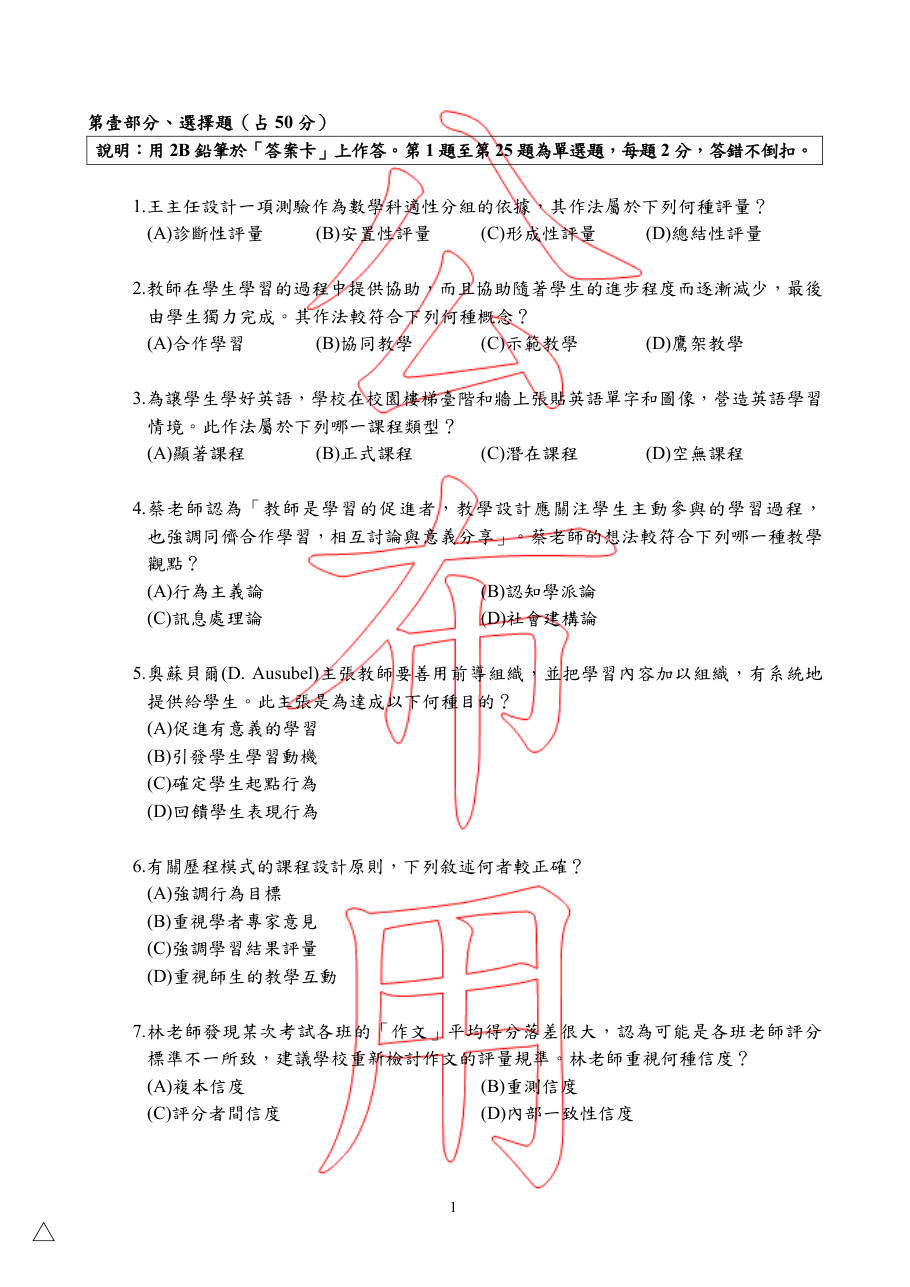 第壹部分、選擇題（占 50 分）
說明：用 2B 鉛筆於「答案卡」上作答。第 1 題至第 25 題為單選題，每題 2 分，答錯不倒扣。
1.王主任設計一項測驗作為數學科適性分組的依據，其作法屬於下列何種評量？
(A)診斷性評量 (B)安置性評量 (C)形成性評量 (D)總結性評量
2.教師在學生學習的過程中提供協助，而且協助隨著學生的進步程度而逐漸減少，最後
由學生獨力完成。其作法較符合下列何種概念？
(A)合作學習 (B)協同教學 (C)示範教學 (D)鷹架教學
3.為讓學生學好英語，學校在校園樓梯臺階和牆上張貼英語單字和圖像，營造英語學習
情境。此作法屬於下列哪一課程類型？
(A)顯著課程 (B)正式課程 (C)潛在課程 (D)空無課程
4.蔡老師認為「教師是學習的促進者，教學設計應關注學生主動參與的學習過程，
也強調同儕合作學習，相互討論與意義分享」。蔡老師的想法較符合下列哪一種教學
觀點？
(A)行為主義論 (B)認知學派論
(C)訊息處理論 (D)社會建構論
5.奧蘇貝爾(D. Ausubel)主張教師要善用前導組織，並把學習內容加以組織，有系統地
提供給學生。此主張是為達成以下何種目的？
(A)促進有意義的學習
(B)引發學生學習動機
(C)確定學生起點行為
(D)回饋學生表現行為
6.有關歷程模式的課程設計原則，下列敘述何者較正確？
(A)強調行為目標
(B)重視學者專家意見
(C)強調學習結果評量
(D)重視師生的教學互動
7.林老師發現某次考試各班的「作文」平均得分落差很大，認為可能是各班老師評分
標準不一所致，建議學校重新檢討作文的評量規準。林老師重視何種信度？
(A)複本信度 (B)重測信度
(C)評分者間信度 (D)內部一致性信度
1
公布用